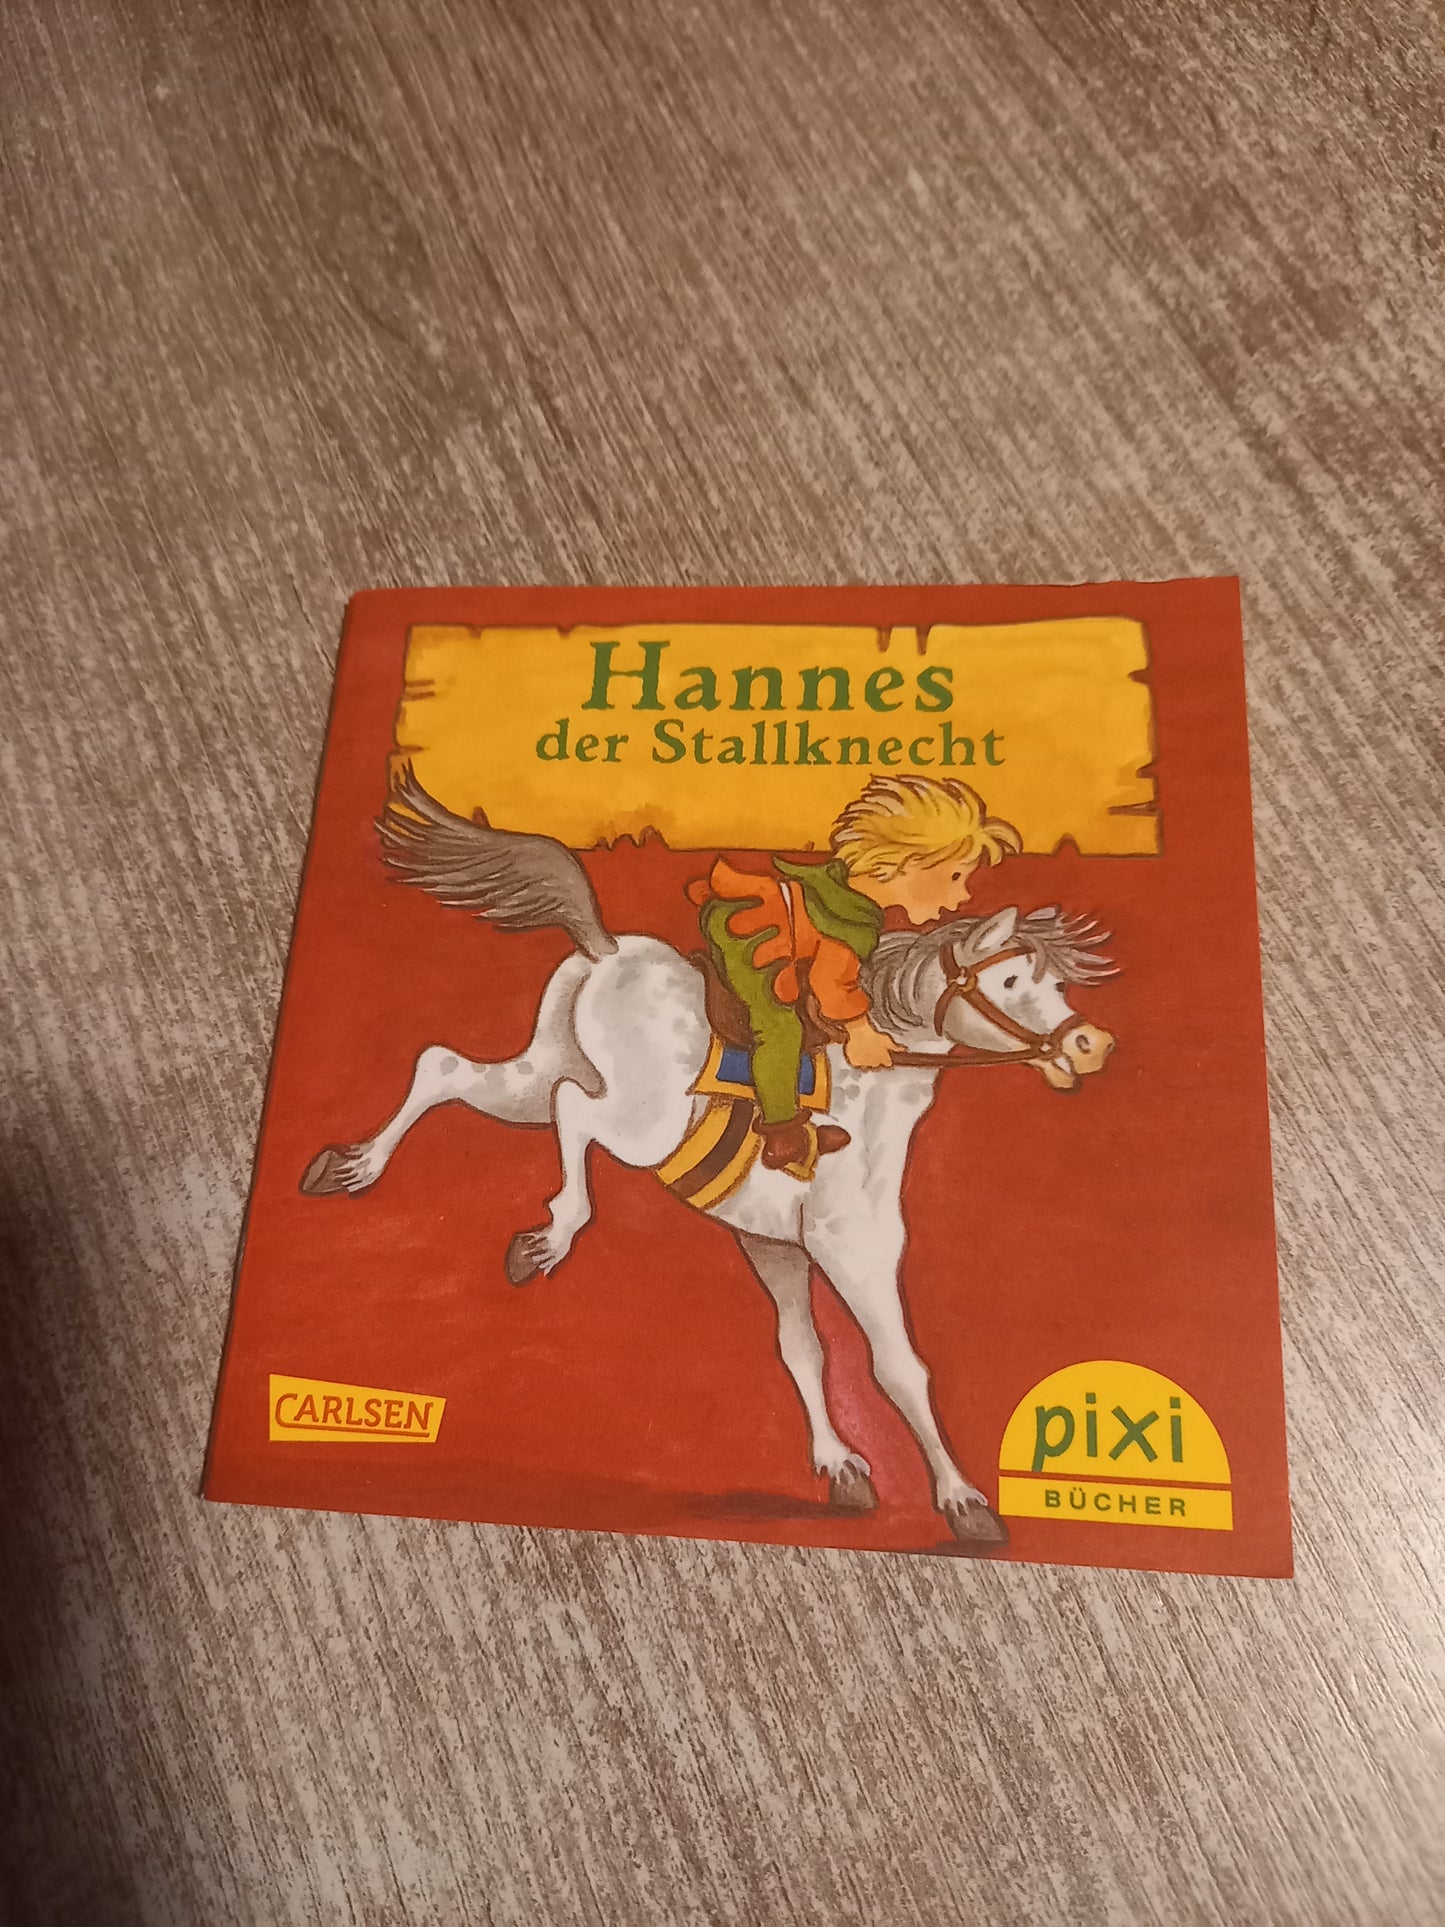 Hannes
der Stallknecht
CARLSEN
pixi
BÜCHER